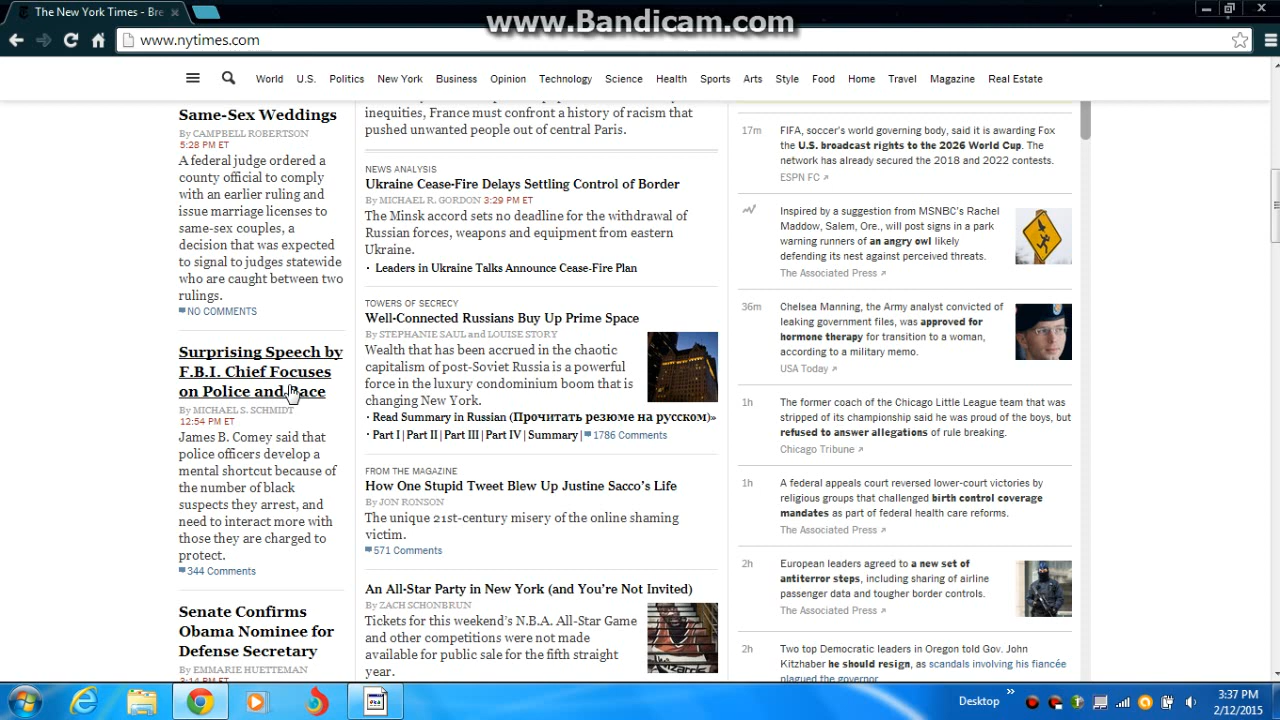 The New York Times - Bre
www.Bandicam.com
www.nytimes.com
World U.S. Politics New York Business Opinion Technology Science Health Sports Arts Style Food Home Travel Magazine Real Estate
Same-Sex Weddings
By CAMPBELL ROBERTSON
5:28 PM ET
A federal judge ordered a
county official to comply
with an earlier ruling and
issue marriage licenses to
same-sex couples, a
decision that was expected
to signal to judges statewide
who are caught between two
rulings.
NO COMMENTS
Surprising Speech by
F.B.I. Chief Focuses
on Police and Race
By MICHAEL S. SCHMIDT
12:54 PM ET
James B. Comey said that
police officers develop a
mental shortcut because of
the number of black
suspects they arrest, and
need to interact more with
those they are charged to
protect.
344 Comments
Senate Confirms
Obama Nominee for
Defense Secretary
By EMMARIE HUETTEMAN
3:14 PM ET
inequities, France must confront a history of racism that
pushed unwanted people out of central Paris.
NEWS ANALYSIS
Ukraine Cease-Fire Delays Settling Control of Border
By MICHAEL R. GORDON 3:29 PM ET
The Minsk accord sets no deadline for the withdrawal of
Russian forces, weapons and equipment from eastern
Ukraine.
· Leaders in Ukraine Talks Announce Cease-Fire Plan
TOWERS OF SECRECY
Well-Connected Russians Buy Up Prime Space
By STEPHANIE SAUL and LOUISE STORY
Wealth that has been accrued in the chaotic
capitalism of post-Soviet Russia is a powerful
force in the luxury condominium boom that is
changing New York.
· Read Summary in Russian (Прочитать резюме на русском)»
· Part I | Part II | Part III | Part IV | Summary | 1786 Comments
FROM THE MAGAZINE
How One Stupid Tweet Blew Up Justine Sacco's Life
By JON RONSON
The unique 21st-century misery of the online shaming
victim.
571 Comments
An All-Star Party in New York (and You're Not Invited)
By ZACH SCHONBRUN
Tickets for this weekend's N.B.A. All-Star Game
and other competitions were not made
available for public sale for the fifth straight
year.
17m
FIFA, soccer's world governing body, said it is awarding Fox
the U.S. broadcast rights to the 2026 World Cup. The
network has already secured the 2018 and 2022 contests.
ESPN FC
Inspired by a suggestion from MSNBC's Rachel
Maddow, Salem, Ore., will post signs in a park
warning runners of an angry owl likely
defending its nest against perceived threats.
The Associated Press
36m
Chelsea Manning, the Army analyst convicted of
leaking government files, was approved for
hormone therapy for transition to a woman,
according to a military memo.
USA Today
1h
The former coach of the Chicago Little League team that was
stripped of its championship said he was proud of the boys, but
refused to answer allegations of rule breaking.
Chicago Tribune
1h
A federal appeals court reversed lower-court victories by
religious groups that challenged birth control coverage
mandates as part of federal health care reforms.
The Associated Press
2h
European leaders agreed to a new set of
antiterror steps, including sharing of airline
passenger data and tougher border controls.
The Associated Press
2h
Two top Democratic leaders in Oregon told Gov. John
Kitzhaber he should resign, as scandals involving his fiancée
plagued the governor.
Desktop
3:37 PM
2/12/2015